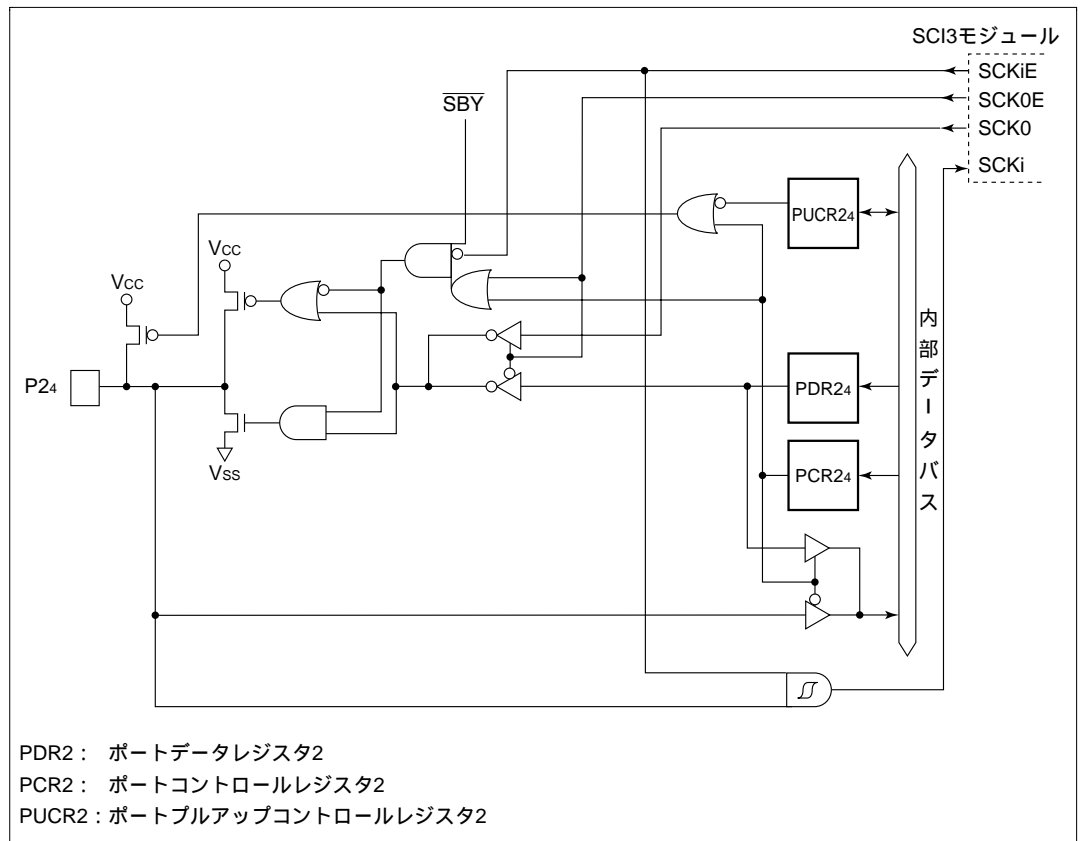 SCI3モジュール
SCKiE
SCK0E
SCK0
SCKi
SBY
PUCR24
VCC
VCC
内部データバス
P24
PDR24
PCR24
VSS
PDR2： ポートデータレジスタ2
PCR2： ポートコントロールレジスタ2
PUCR2：ポートプルアップコントロールレジスタ2